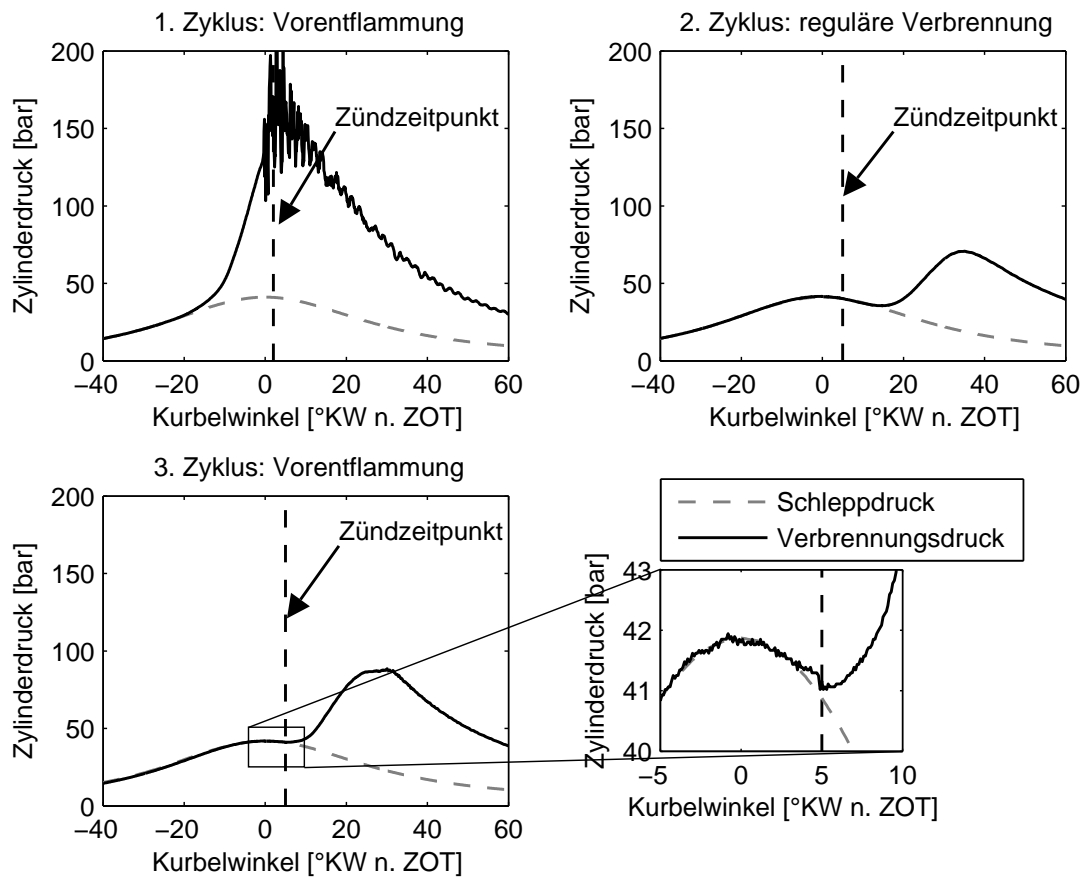 1. Zyklus: Vorentflammung
200
150
100
50
0
Zylinderdruck [bar]
Zündzeitpunkt
−40 −20 0 20 40 60
Kurbelwinkel [°KW n. ZOT]
2. Zyklus: reguläre Verbrennung
200
150
100
50
0
Zylinderdruck [bar]
Zündzeitpunkt
−40 −20 0 20 40 60
Kurbelwinkel [°KW n. ZOT]
3. Zyklus: Vorentflammung
200
150
100
50
0
Zylinderdruck [bar]
Zündzeitpunkt
−40 −20 0 20 40 60
Kurbelwinkel [°KW n. ZOT]
Schleppdruck
Verbrennungsdruck
43
42
41
40
Zylinderdruck [bar]
−5 0 5 10
Kurbelwinkel [°KW n. ZOT]